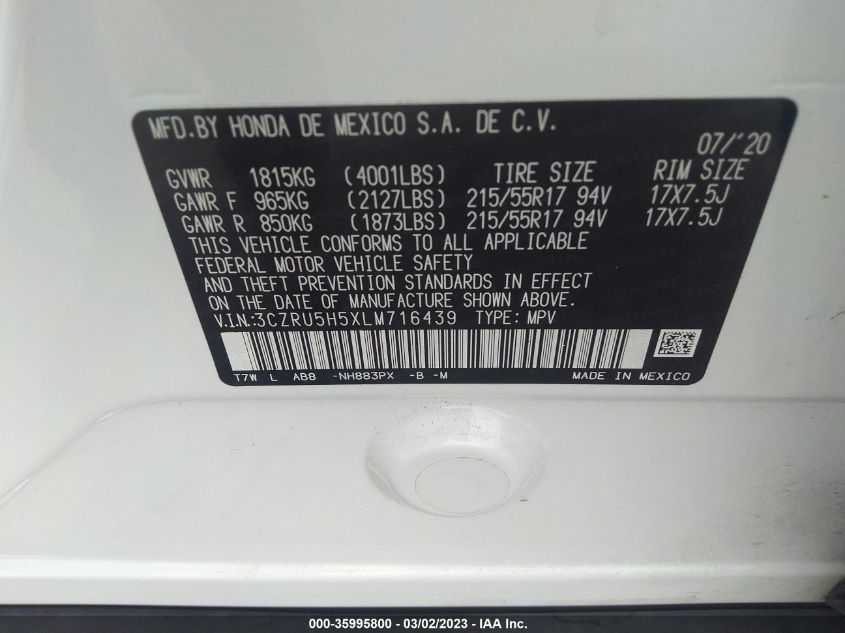 MFD.BY HONDA DE MEXICO S.A. DE C.V.
07/'20
GVWR 1815KG (4001LBS) TIRE SIZE RIM SIZE
GAWR F 965KG (2127LBS) 215/55R17 94V 17X7.5J
GAWR R 850KG (1873LBS) 215/55R17 94V 17X7.5J
THIS VEHICLE CONFORMS TO ALL APPLICABLE
FEDERAL MOTOR VEHICLE SAFETY
AND THEFT PREVENTION STANDARDS IN EFFECT
ON THE DATE OF MANUFACTURE SHOWN ABOVE.
V.I.N.:3CZRU5H5XLM716439 TYPE: MPV
T7W L AB8 -NH883PX -B -M MADE IN MEXICO
000-35995800 - 03/02/2023 - IAA Inc.